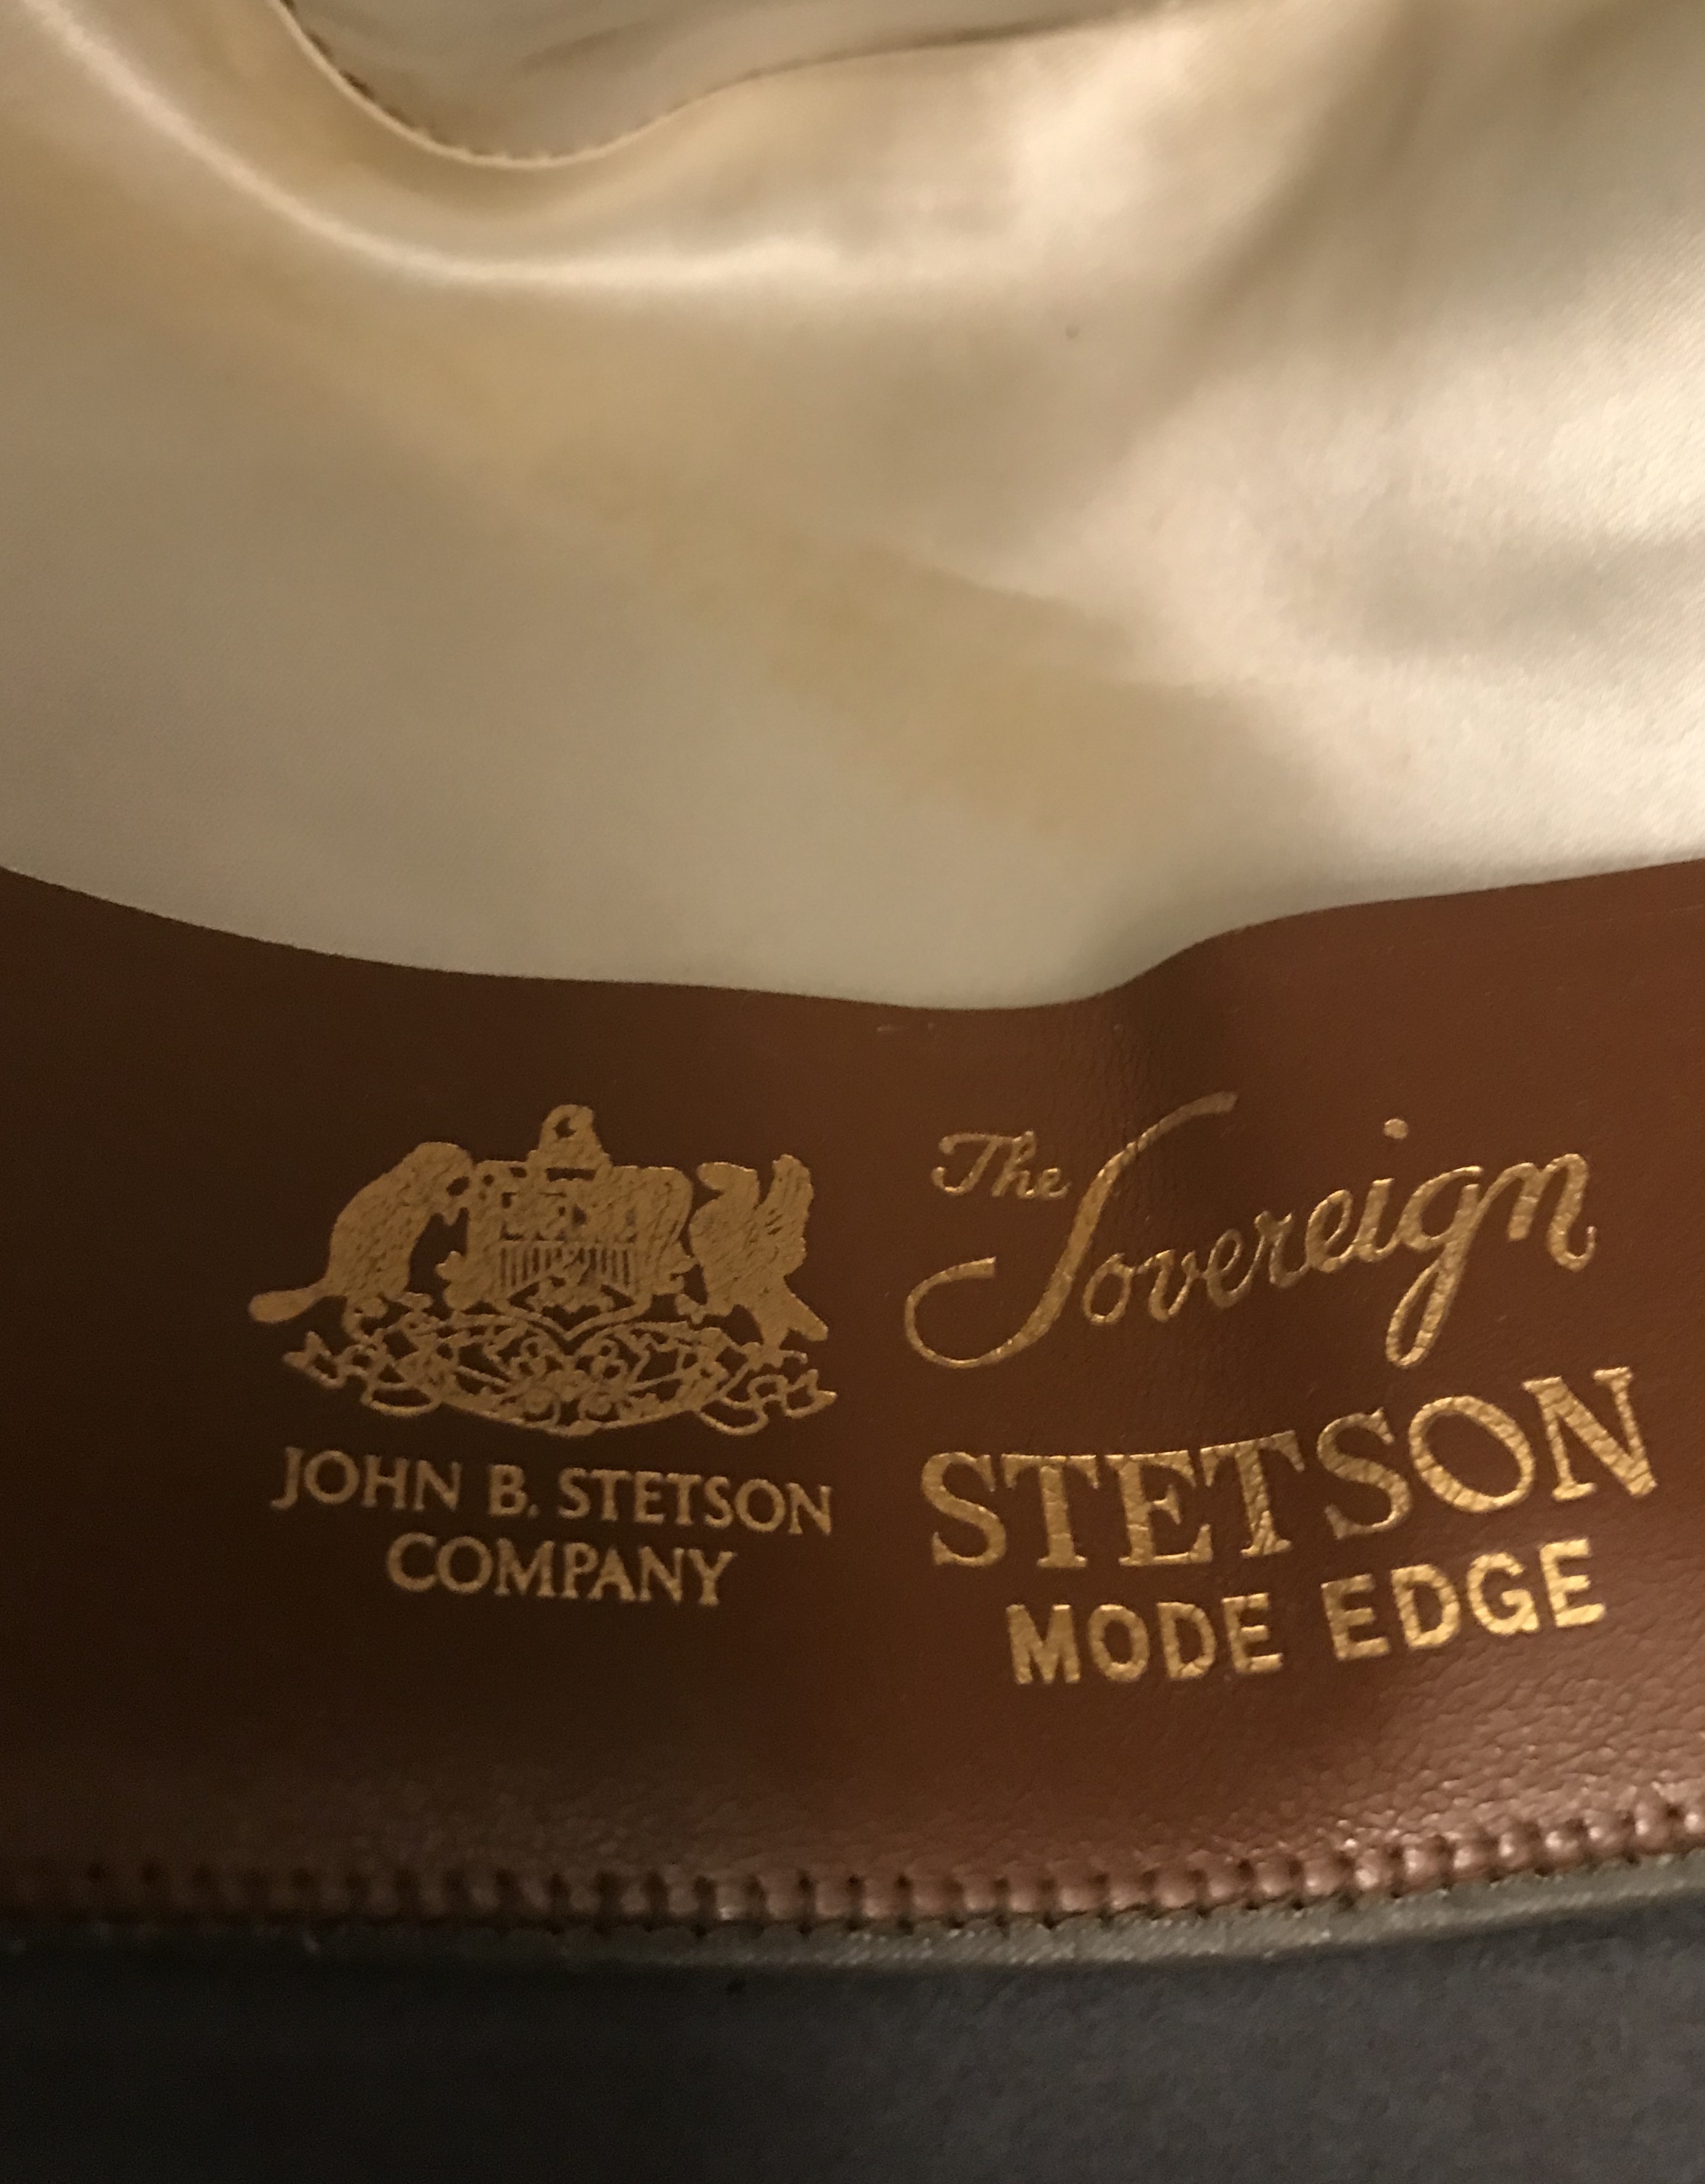 JOHN B. STETSON
COMPANY
The Sovereign
STETSON
MODE EDGE